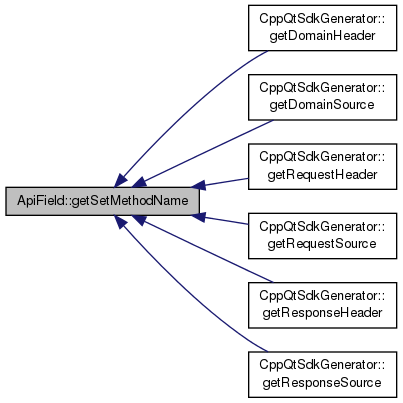 CppQtSdkGenerator::
getDomainHeader
CppQtSdkGenerator::
getDomainSource
CppQtSdkGenerator::
getRequestHeader
ApiField::getSetMethodName
CppQtSdkGenerator::
getRequestSource
CppQtSdkGenerator::
getResponseHeader
CppQtSdkGenerator::
getResponseSource